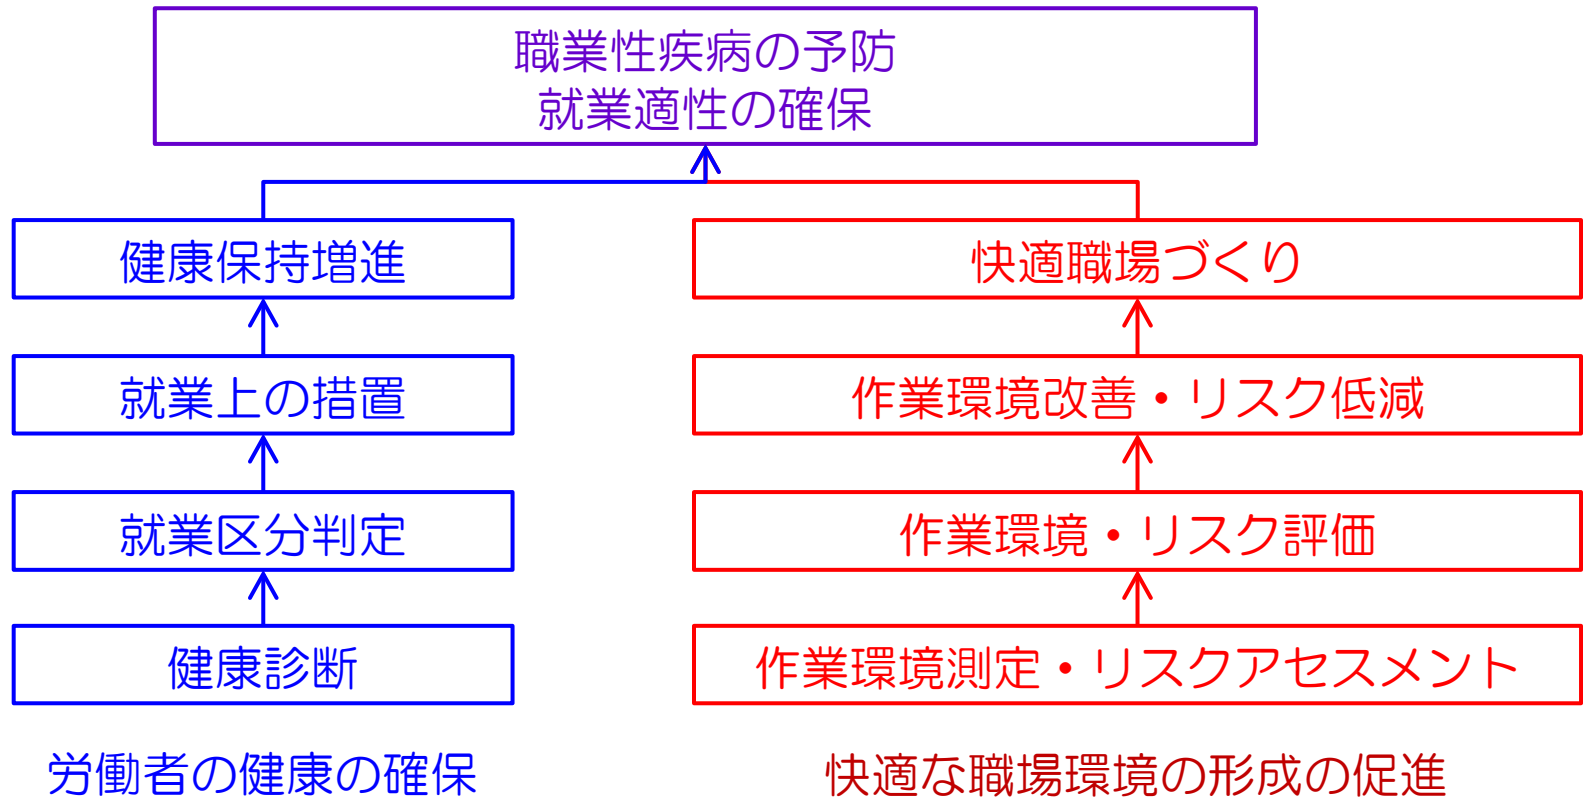 職業性疾病の予防
就業適性の確保
健康保持増進
就業上の措置
就業区分判定
健康診断
労働者の健康の確保
快適職場づくり
作業環境改善・リスク低減
作業環境・リスク評価
作業環境測定・リスクアセスメント
快適な職場環境の形成の促進